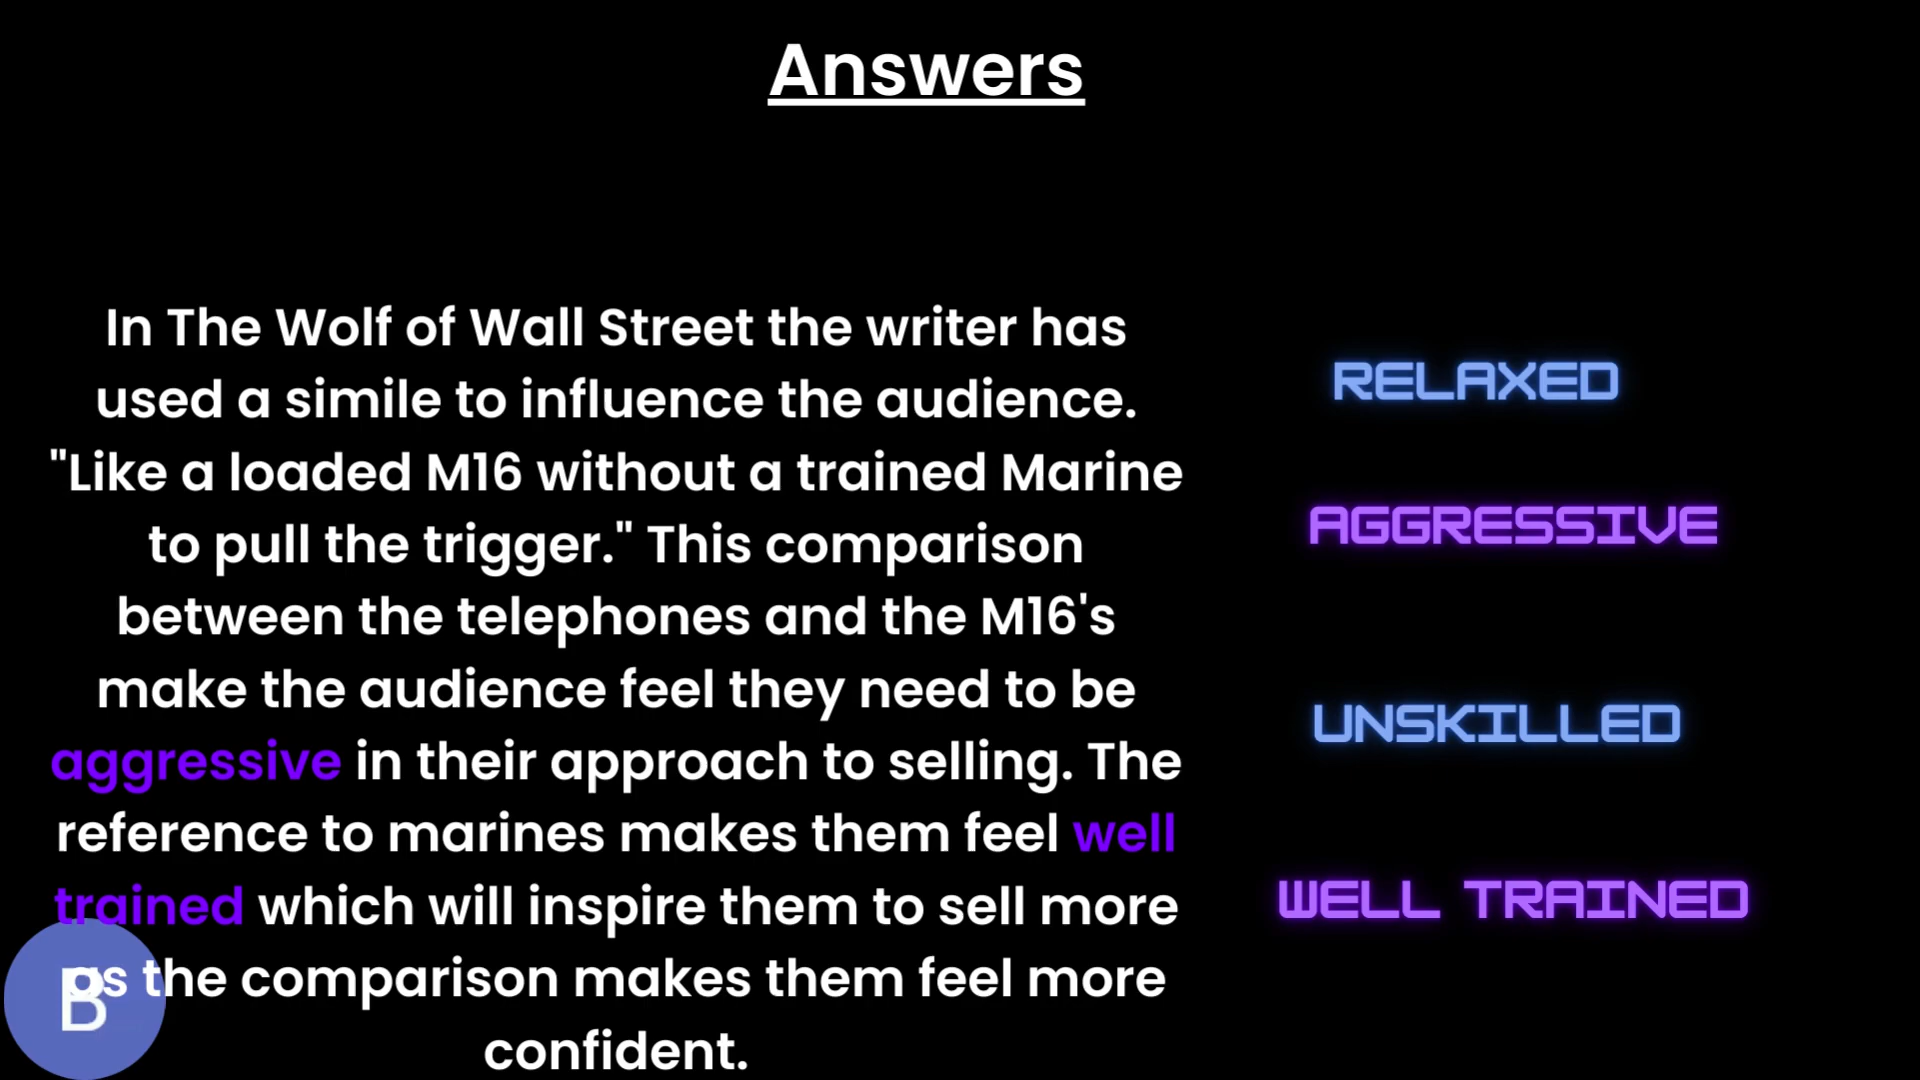 Answers
In The Wolf of Wall Street the writer has
used a simile to influence the audience.
"Like a loaded M16 without a trained Marine
to pull the trigger." This comparison
between the telephones and the M16's
make the audience feel they need to be
aggressive in their approach to selling. The
reference to marines makes them feel well
trained which will inspire them to sell more
as the comparison makes them feel more
confident.
RELAXED
AGGRESSIVE
UNSKILLED
WELL TRAINED
B